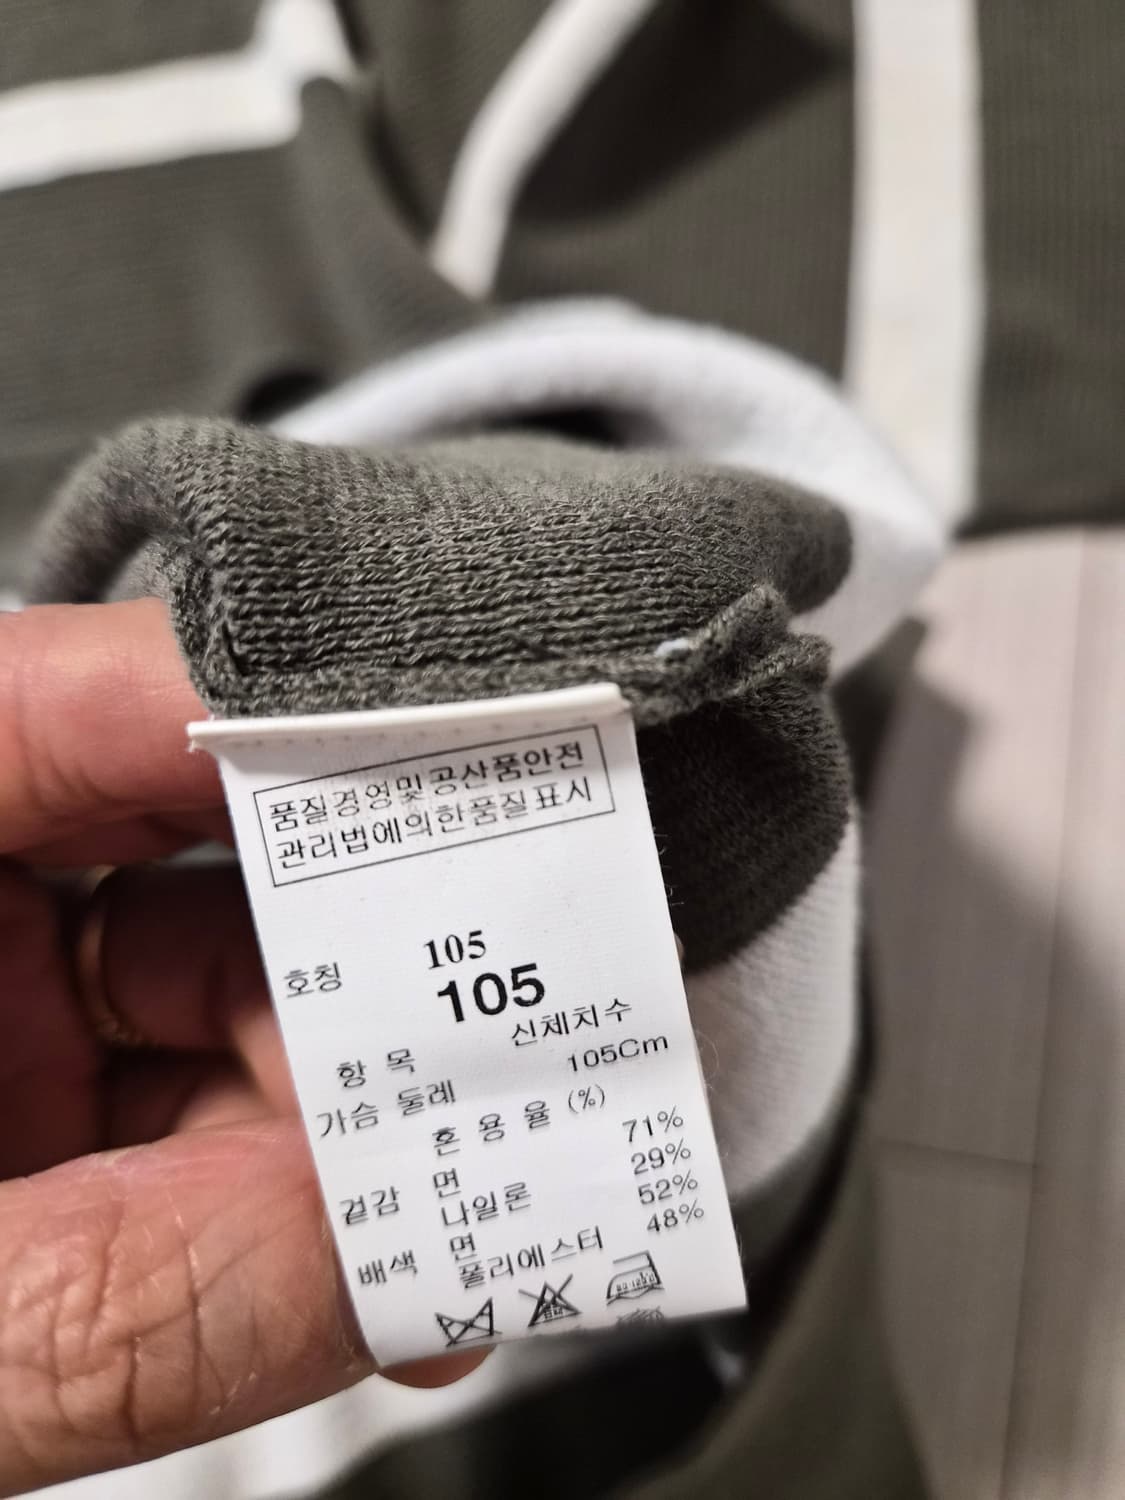 품질경영및공산품안전
관리법에의한품질표시
105
호칭 105
항 목 신체치수
가슴 둘레 105Cm
혼 용 율 (%)
겉감 면 71%
나일론 29%
배색 면 52%
폴리에스터 48%